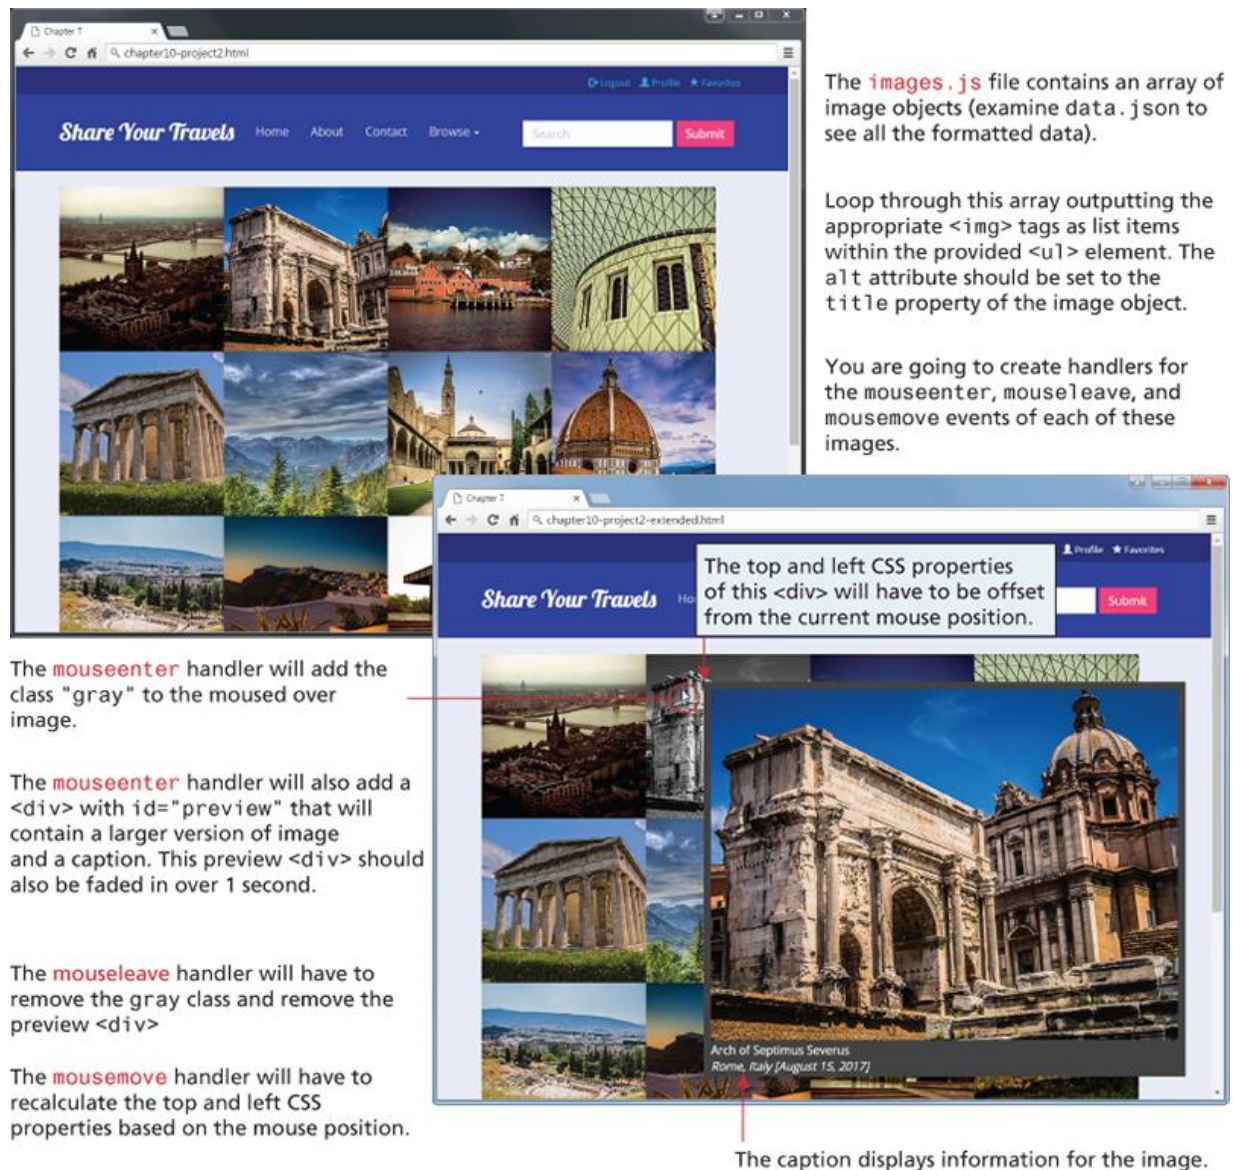 Chapter 7
chapter10-project2.html
Logout Profile Favorites
Share Your Travels Home About Contact Browse Search Submit
The images.js file contains an array of
image objects (examine data.json to
see all the formatted data).
Loop through this array outputting the
appropriate <img> tags as list items
within the provided <ul> element. The
alt attribute should be set to the
title property of the image object.
You are going to create handlers for
the mouseenter, mouseleave, and
mousemove events of each of these
images.
Chapter 7
chapter10-project2-extended.html
Profile Favorites
Share Your Travels Ho Submit
The top and left CSS properties
of this <div> will have to be offset
from the current mouse position.
The mouseenter handler will add the
class "gray" to the moused over
image.
The mouseenter handler will also add a
<div> with id="preview" that will
contain a larger version of image
and a caption. This preview <div> should
also be faded in over 1 second.
The mouseleave handler will have to
remove the gray class and remove the
preview <div>
The mousemove handler will have to
recalculate the top and left CSS
properties based on the mouse position.
Arch of Septimus Severus
Rome, Italy [August 15, 2017]
The caption displays information for the image.